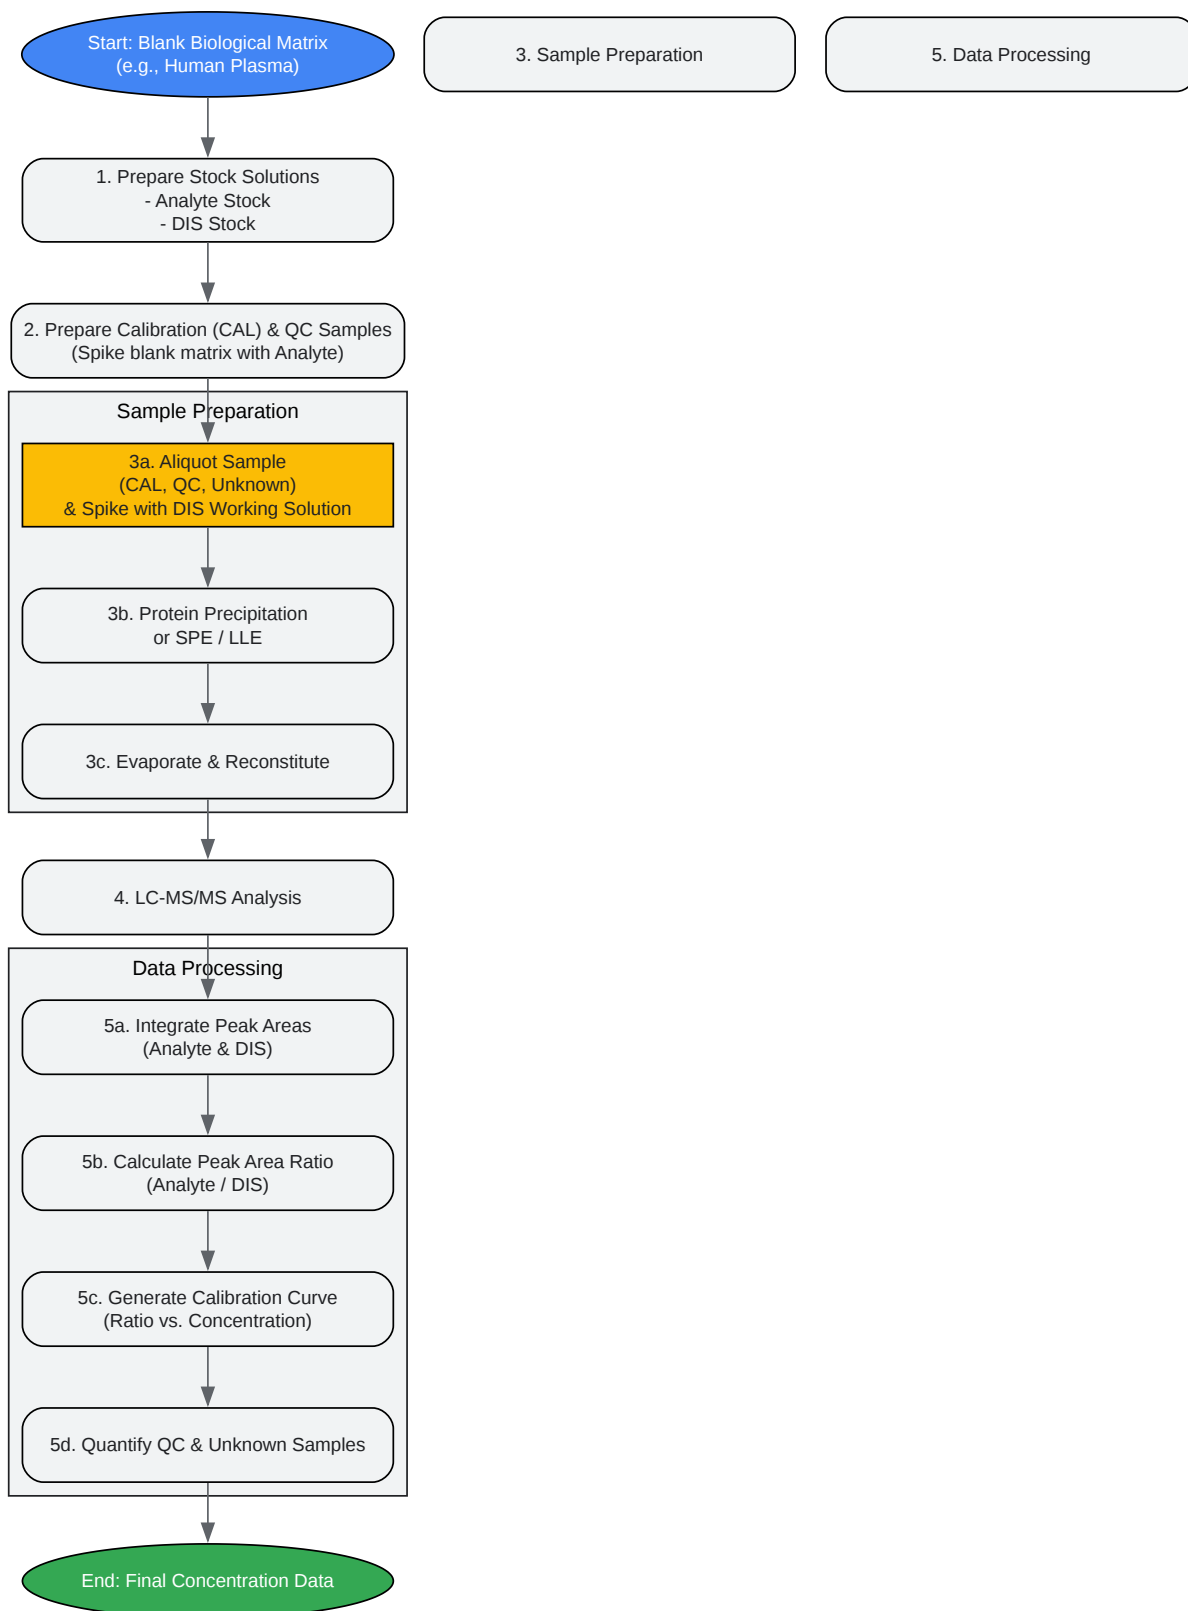 Start: Blank Biological Matrix
(e.g., Human Plasma)
3. Sample Preparation
5. Data Processing
1. Prepare Stock Solutions
- Analyte Stock
- DIS Stock
2. Prepare Calibration (CAL) & QC Samples
(Spike blank matrix with Analyte)
Sample Preparation
3a. Aliquot Sample
(CAL, QC, Unknown)
& Spike with DIS Working Solution
3b. Protein Precipitation
or SPE / LLE
3c. Evaporate & Reconstitute
4. LC-MS/MS Analysis
Data Processing
5a. Integrate Peak Areas
(Analyte & DIS)
5b. Calculate Peak Area Ratio
(Analyte / DIS)
5c. Generate Calibration Curve
(Ratio vs. Concentration)
5d. Quantify QC & Unknown Samples
End: Final Concentration Data